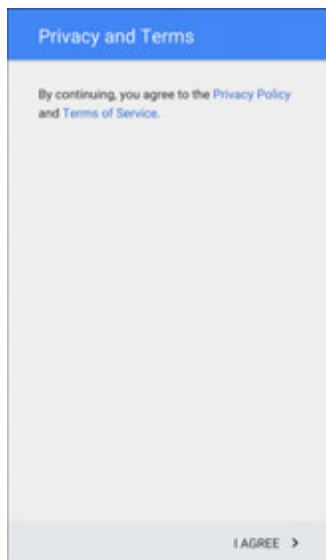 Privacy and Terms
By continuing, you agree to the Privacy Policy
and Terms of Service.
I AGREE